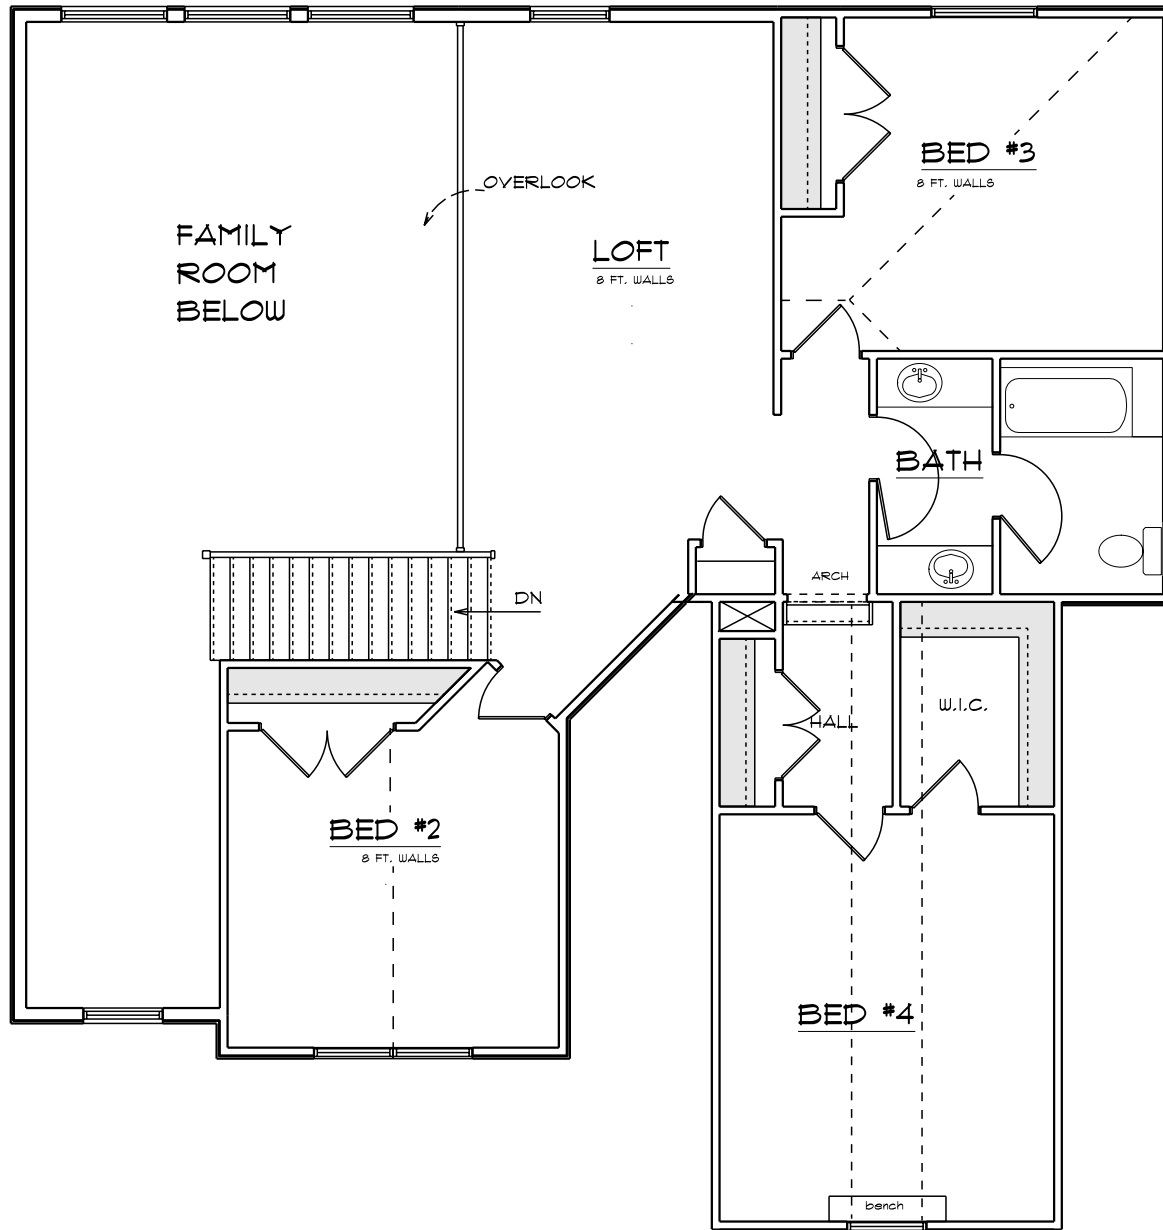 BED #3
8 FT. WALLS
OVERLOOK
FAMILY
ROOM
BELOW
LOFT
8 FT. WALLS
BATH
ARCH
DN
W.I.C.
HALL
BED #2
8 FT. WALLS
BED #4
bench